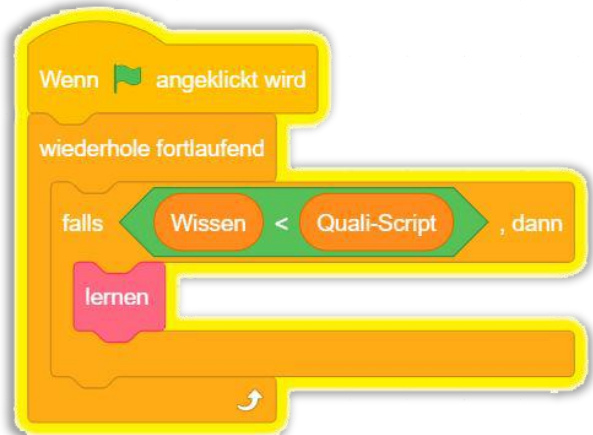 Wenn angeklickt wird
wiederhole fortlaufend
falls Wissen < Quali-Script , dann
lernen